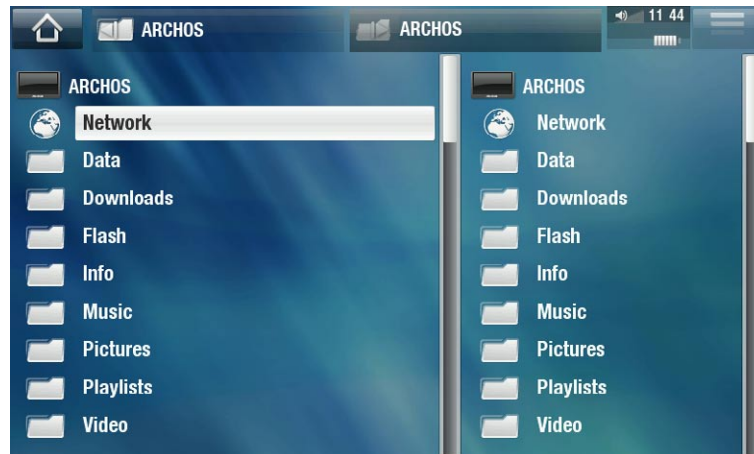 ARCHOS
ARCHOS
11 44
ARCHOS
Network
Data
Downloads
Flash
Info
Music
Pictures
Playlists
Video
ARCHOS
Network
Data
Downloads
Flash
Info
Music
Pictures
Playlists
Video